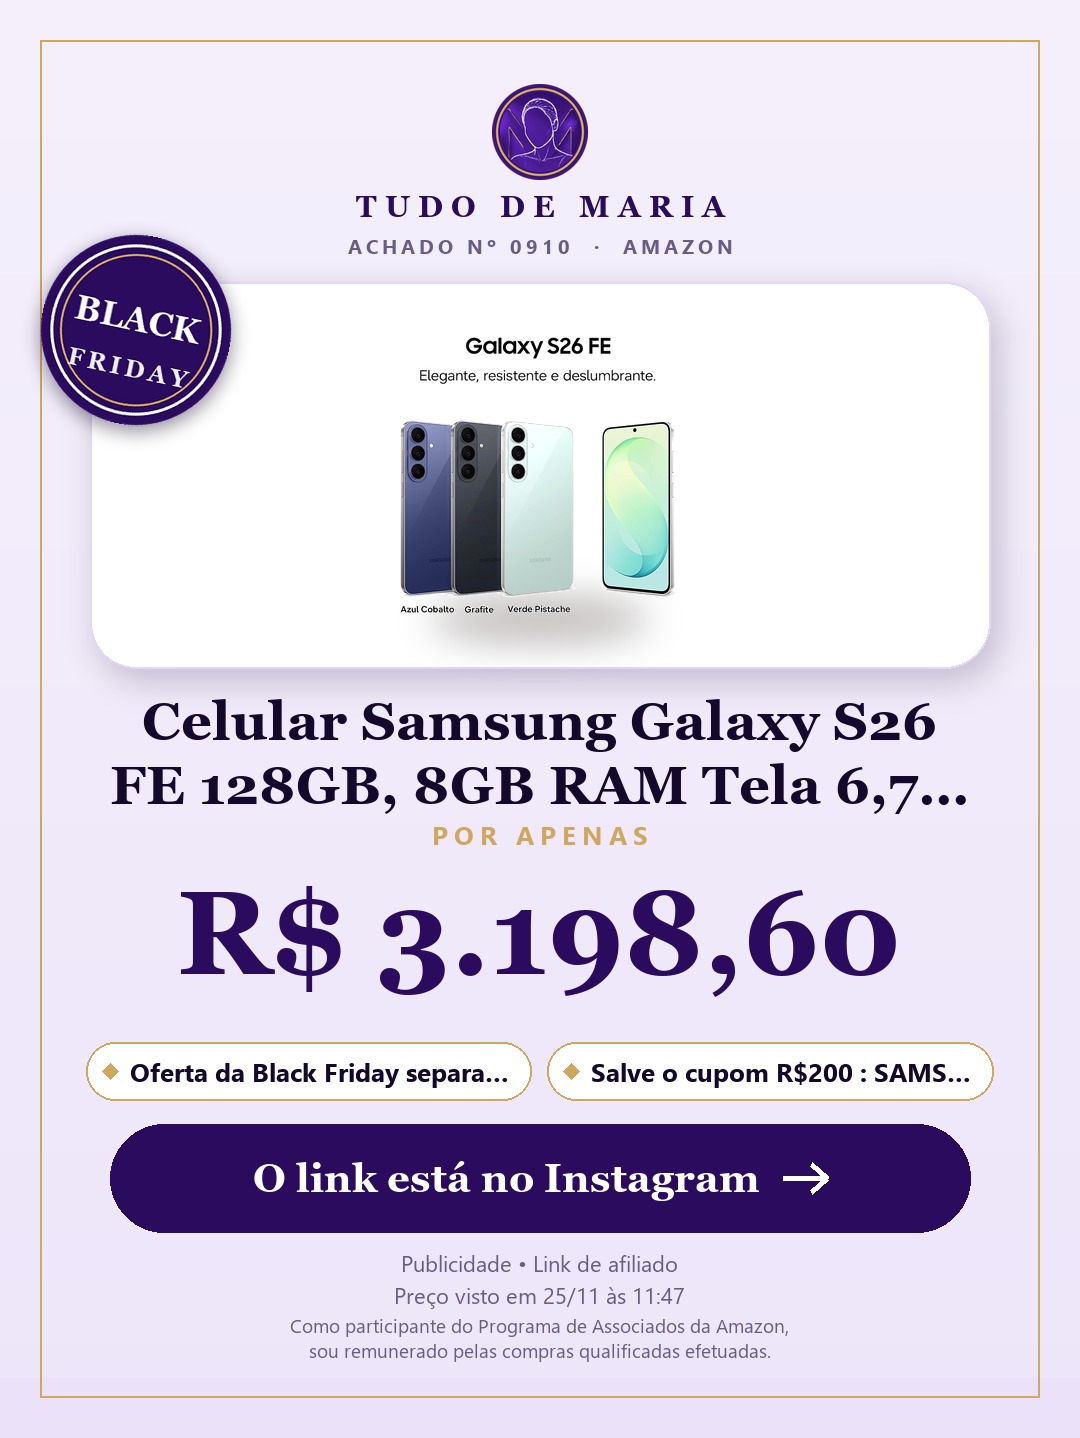 TUDO DE MARIA
ACHADO Nº 0910 · AMAZON
BLACK
FRIDAY
Galaxy S26 FE
Elegante, resistente e deslumbrante.
Azul Cobalto Grafite Verde Pistache
Celular Samsung Galaxy S26
FE 128GB, 8GB RAM Tela 6,7...
POR APENAS
R$ 3.198,60
Oferta da Black Friday separa...
Salve o cupom R$200 : SAMS...
O link está no Instagram →
Publicidade • Link de afiliado
Preço visto em 25/11 às 11:47
Como participante do Programa de Associados da Amazon,
sou remunerado pelas compras qualificadas efetuadas.